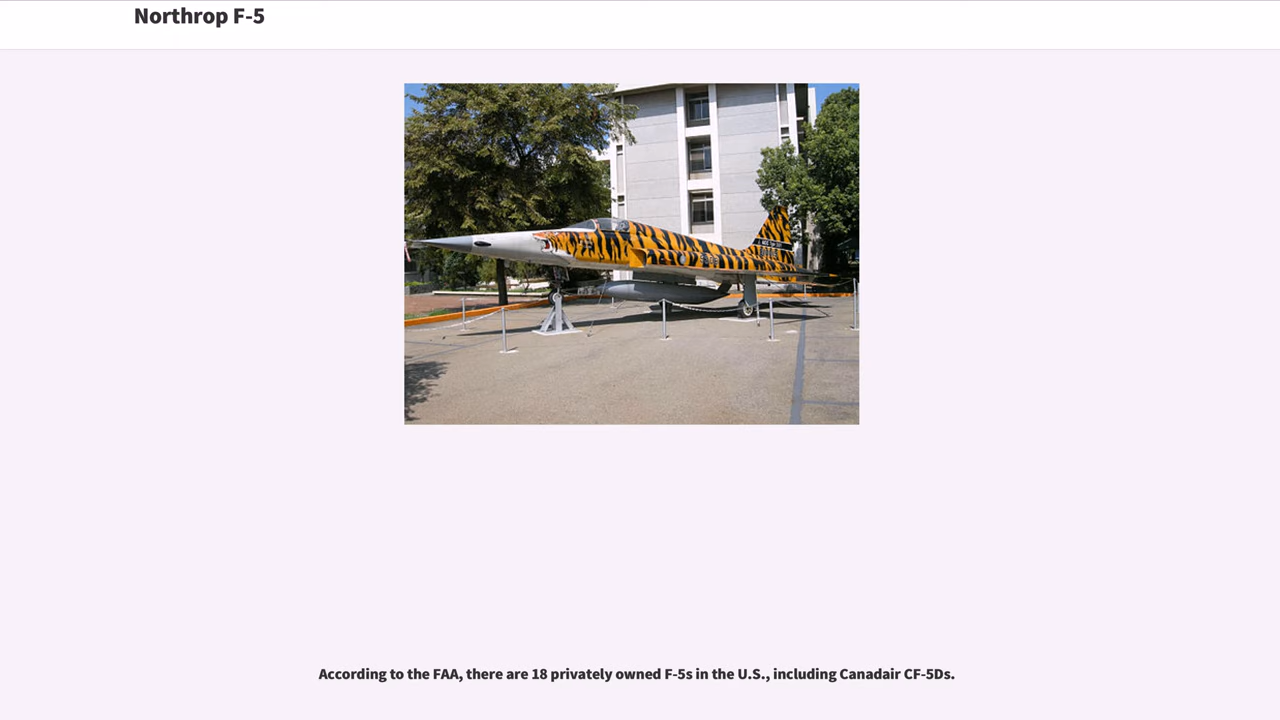 Northrop F-5
According to the FAA, there are 18 privately owned F-5s in the U.S., including Canadair CF-5Ds.